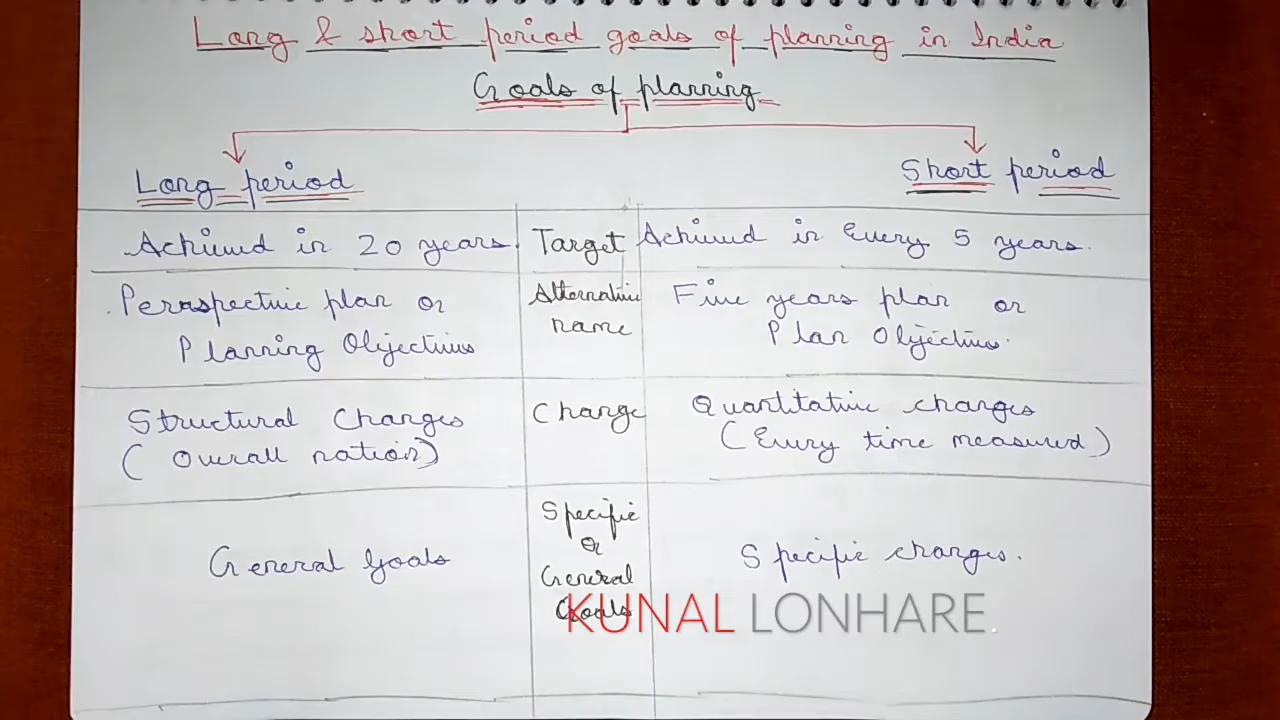 Long & short period goals of planning in India
Goals of planning
Long period
Short period
Achieved in 20 years.
Target
Achieved in Every 5 years.
Perspective plan or
Planning Objectives
Alternative
name
Five years plan or
Plan Objectives.
Structural Changes
(Overall nation)
Change
Quantitative changes
(Every time measured)
General goals
Specific
or
General
Goals
Specific changes.
KUNAL LONHARE.